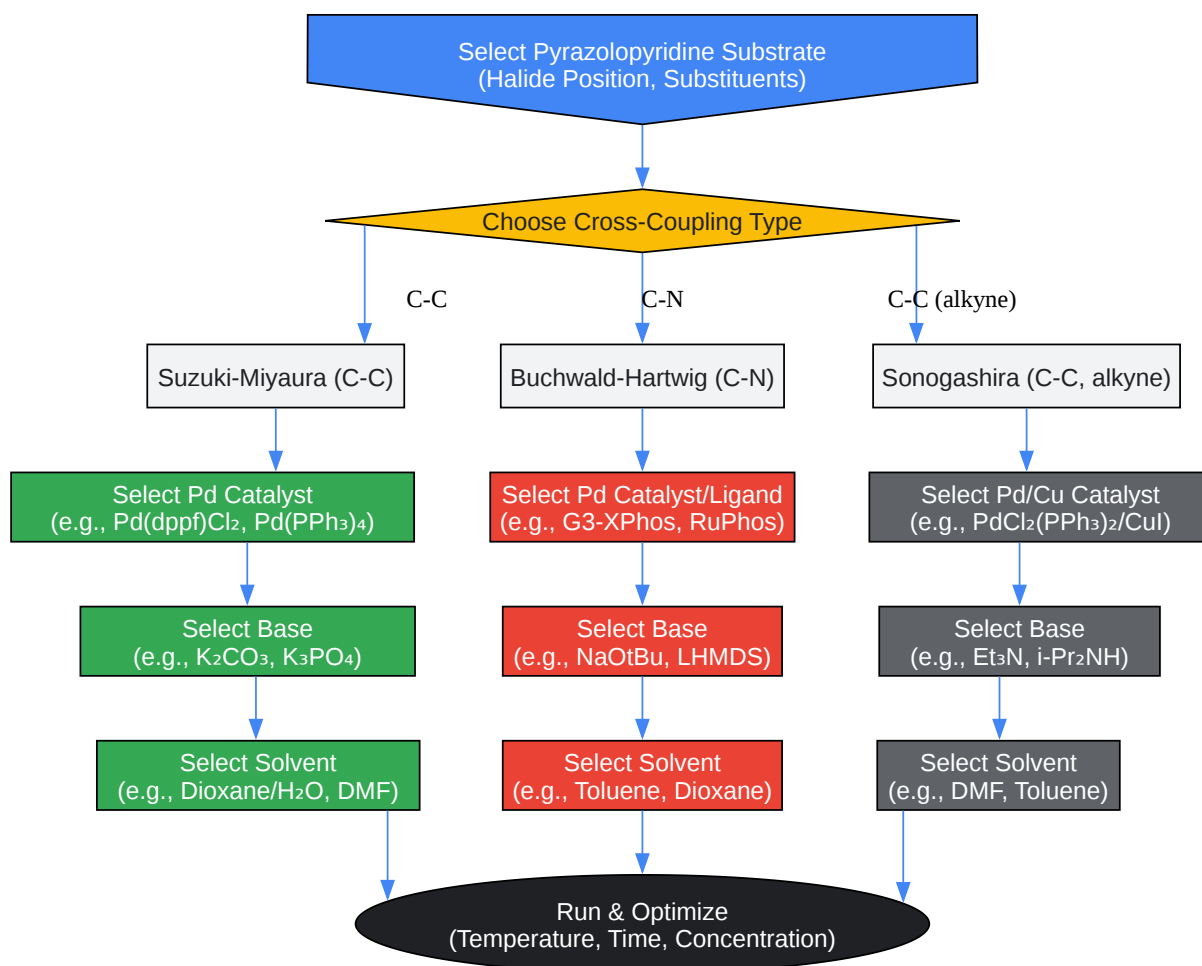 Select Pyrazolopyridine Substrate
(Halide Position, Substituents)
Choose Cross-Coupling Type
C-C
C-N
C-C (alkyne)
Suzuki-Miyaura (C-C)
Buchwald-Hartwig (C-N)
Sonogashira (C-C, alkyne)
Select Pd Catalyst
(e.g., Pd(dppf)Cl₂, Pd(PPh₃)₄)
Select Pd Catalyst/Ligand
(e.g., G3-XPhos, RuPhos)
Select Pd/Cu Catalyst
(e.g., PdCl₂(PPh₃)₂/CuI)
Select Base
(e.g., K₂CO₃, K₃PO₄)
Select Base
(e.g., NaOtBu, LHMDS)
Select Base
(e.g., Et₃N, i-Pr₂NH)
Select Solvent
(e.g., Dioxane/H₂O, DMF)
Select Solvent
(e.g., Toluene, Dioxane)
Select Solvent
(e.g., DMF, Toluene)
Run & Optimize
(Temperature, Time, Concentration)